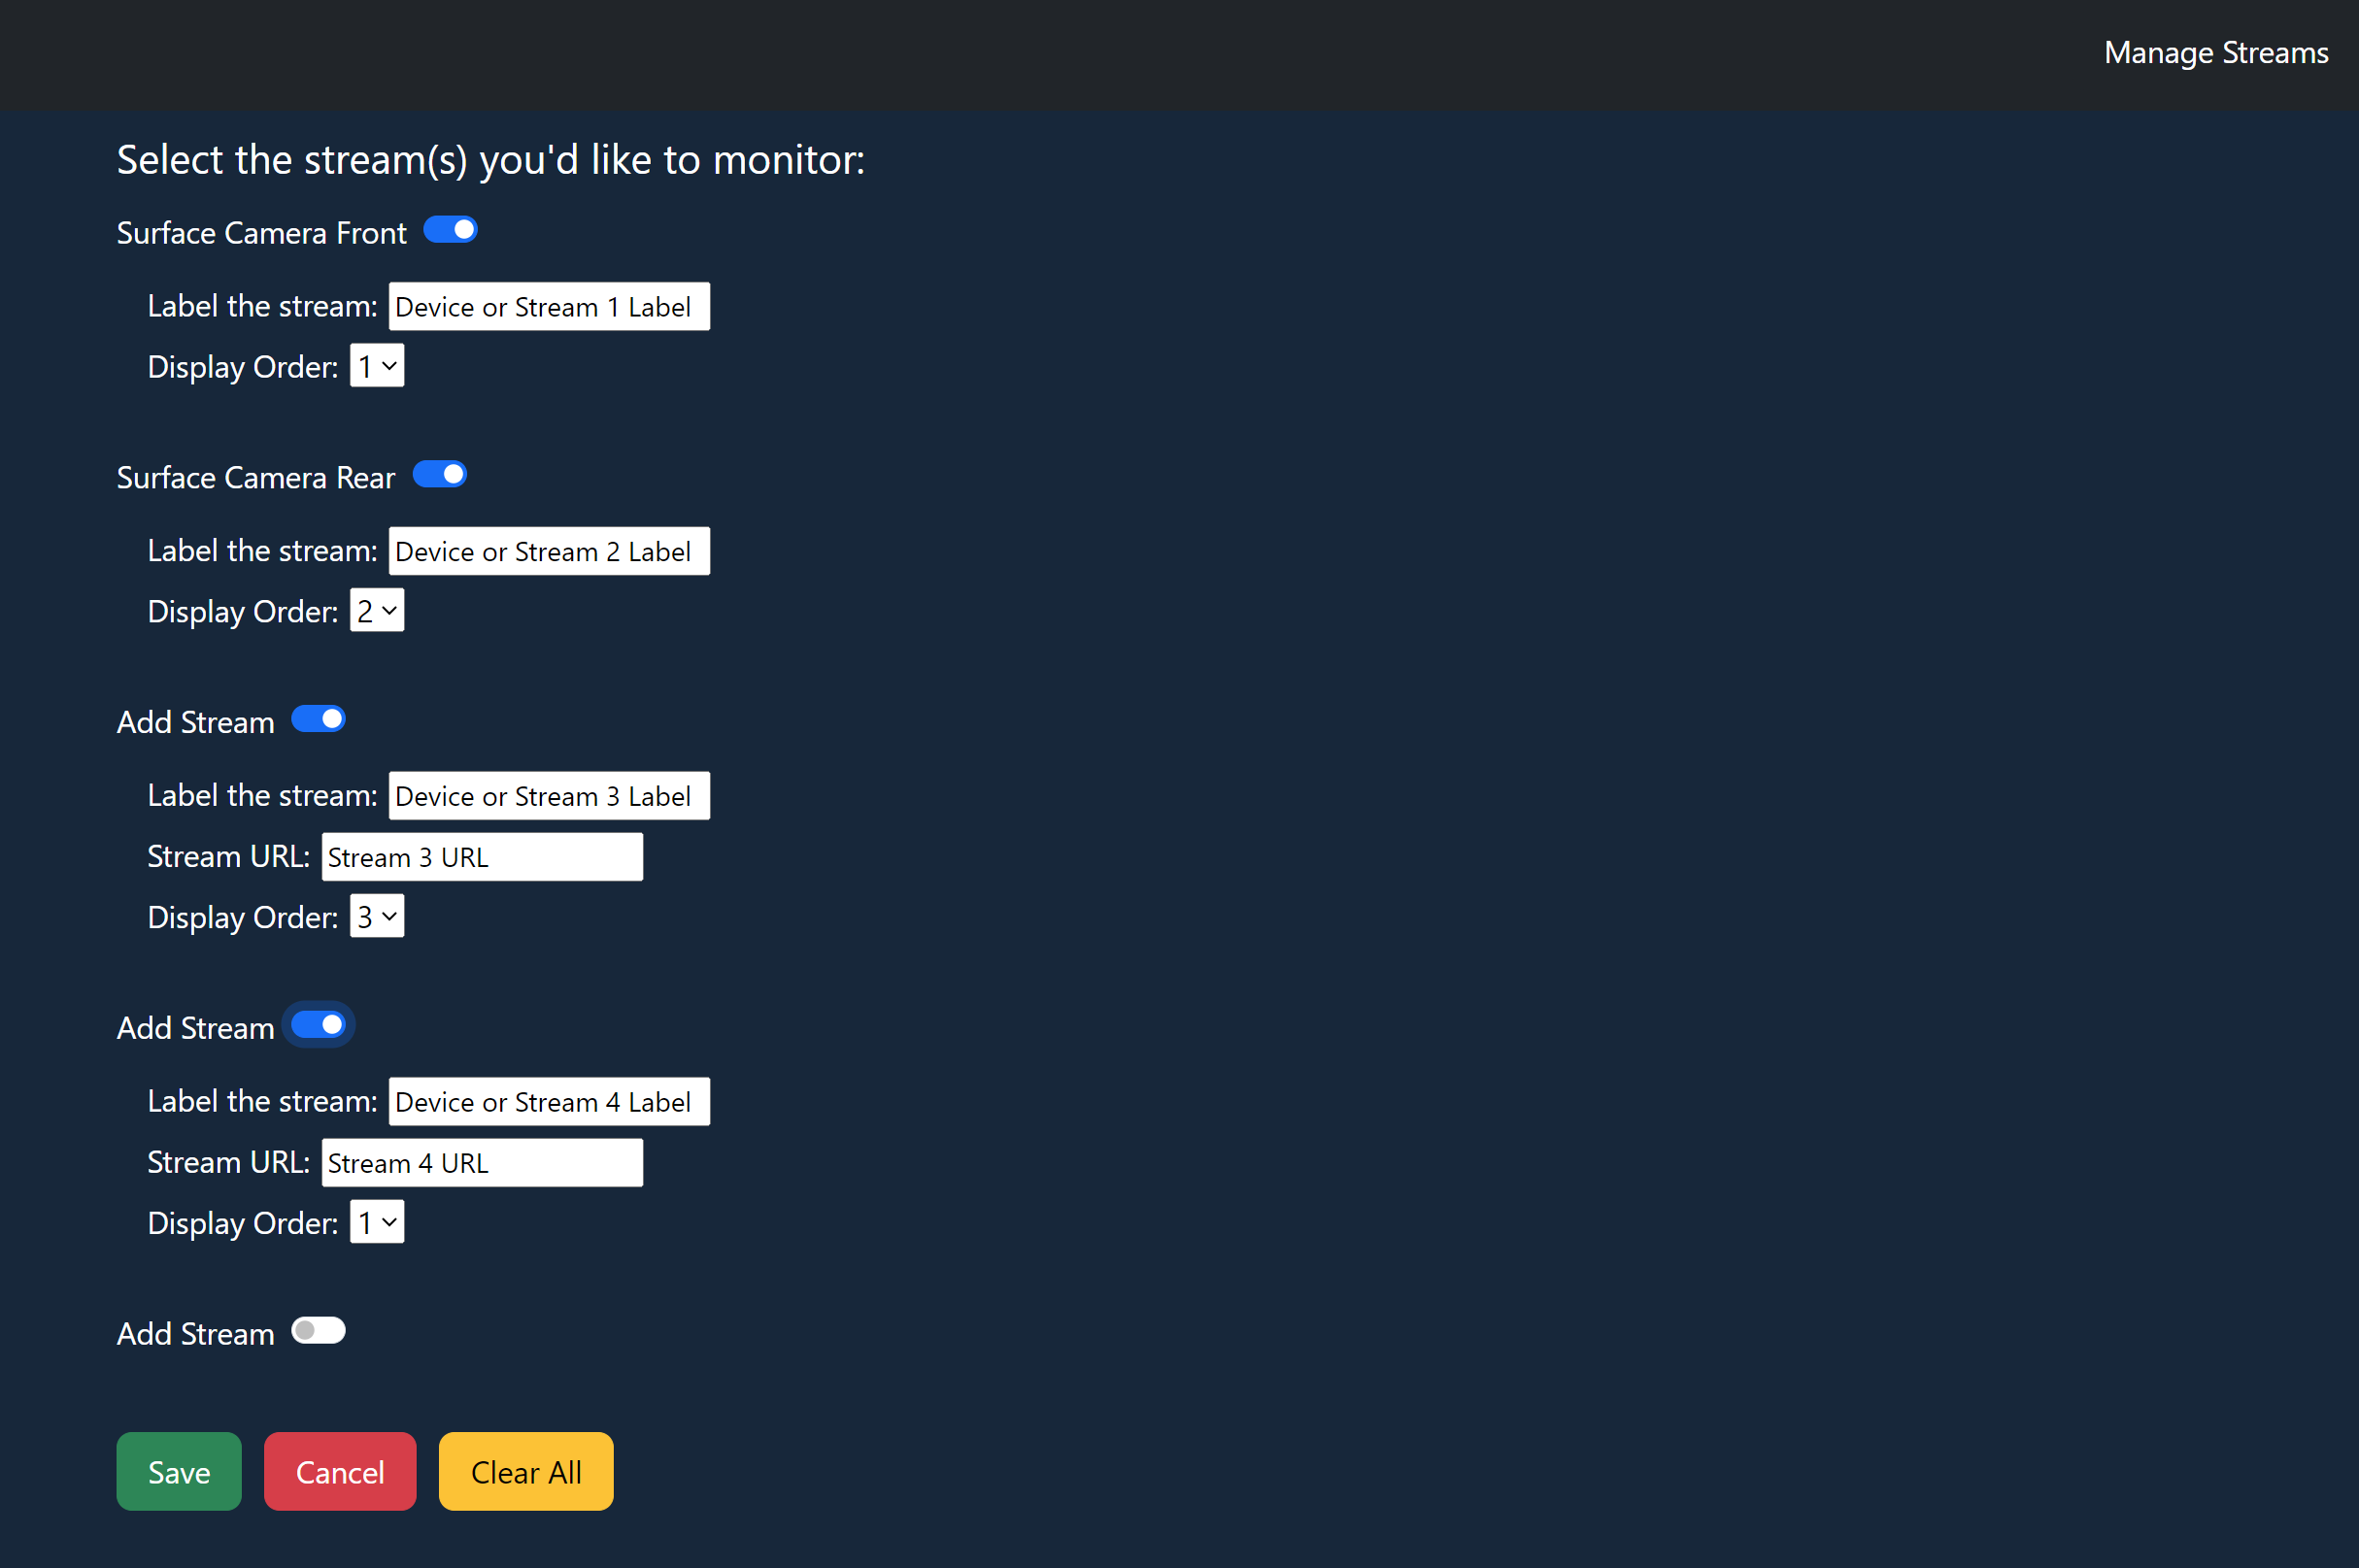 Manage Streams
Select the stream(s) you'd like to monitor:
Surface Camera Front
Label the stream: Device or Stream 1 Label
Display Order: 1
Surface Camera Rear
Label the stream: Device or Stream 2 Label
Display Order: 2
Add Stream
Label the stream: Device or Stream 3 Label
Stream URL: Stream 3 URL
Display Order: 3
Add Stream
Label the stream: Device or Stream 4 Label
Stream URL: Stream 4 URL
Display Order: 1
Add Stream
Save Cancel Clear All